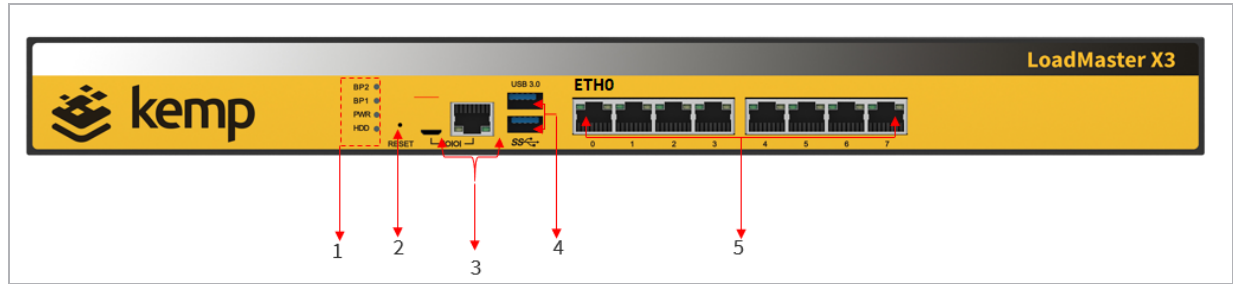 LoadMaster X3
kemp
BP2
BP1
PWR
HDD
RESET
IOIOI
USB 3.0
SS
ETH0
0 1 2 3 4 5 6 7
1 2 3 4 5